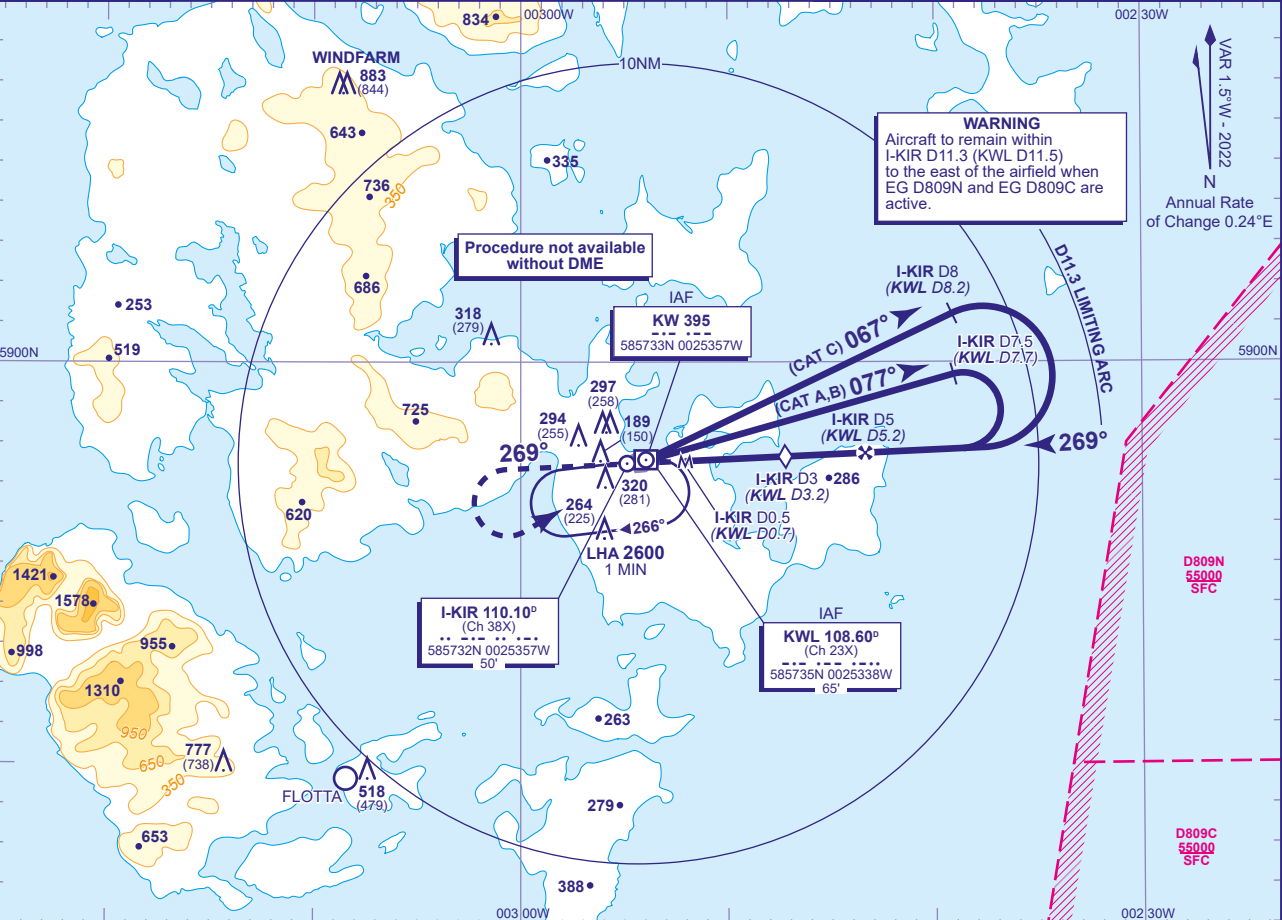 834
00300W
002 30W
WINDFARM
883
(844)
10NM
VAR 1.5°W - 2022
N
Annual Rate
of Change 0.24°E
643
335
WARNING
Aircraft to remain within
I-KIR D11.3 (KWL D11.5)
to the east of the airfield when
EG D809N and EG D809C are
active.
736
350
Procedure not available
without DME
D11.3 LIMITING ARC
I-KIR D8
(KWL D8.2)
686
253
IAF
KW 395
585733N 0025357W
318
(279)
519
5900N
5900N
(CAT C) 067°
I-KIR D7.5
(KWL D7.7)
(CAT A,B) 077°
297
(258)
725
294
(255)
189
(150)
I-KIR D5
(KWL D5.2)
269°
269°
M
I-KIR D3
(KWL D3.2)
286
320
(281)
264
(225)
620
266°
I-KIR D0.5
(KWL D0.7)
LHA 2600
1 MIN
1421
1578
D809N
55000
SFC
I-KIR 110.10D
(Ch 38X)
585732N 0025357W
50'
IAF
KWL 108.60D
(Ch 23X)
585735N 0025338W
65'
998
955
1310
263
950
650
350
777
(738)
FLOTTA
518
(479)
279
653
D809C
55000
SFC
388
003 00W
002 30W